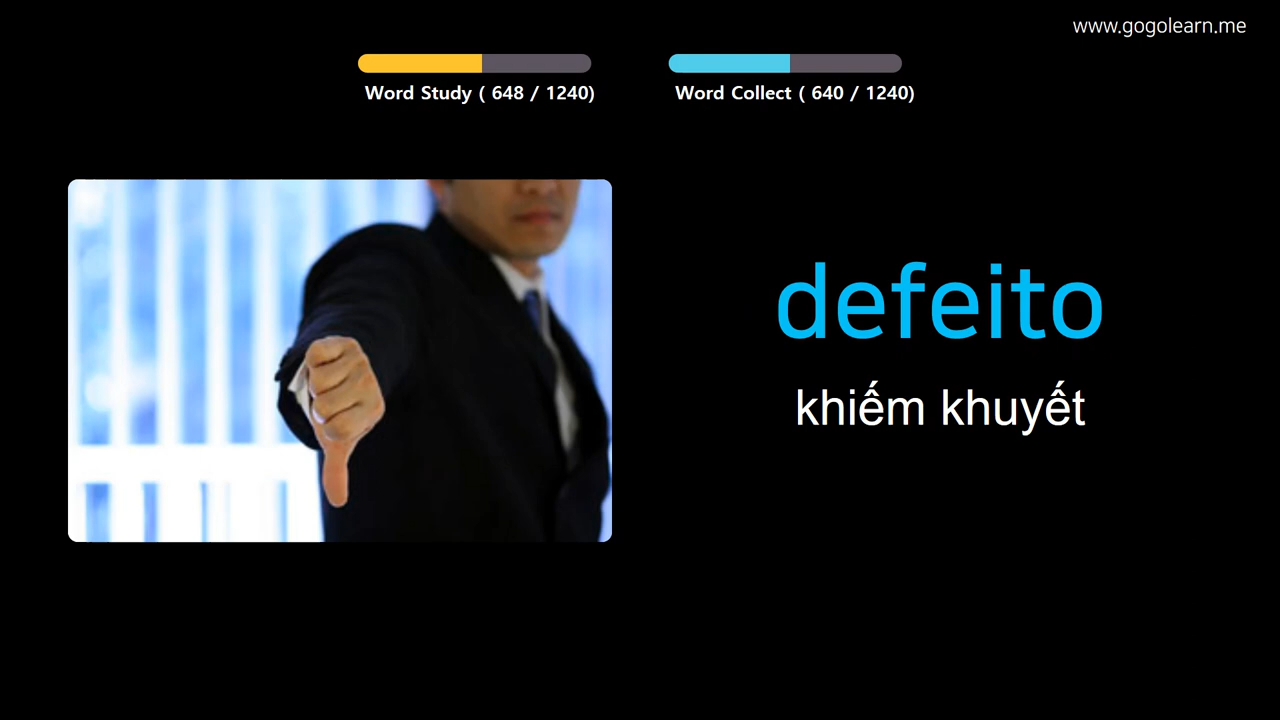 www.gogolearn.me
Word Study ( 648 / 1240)
Word Collect ( 640 / 1240)
defeito
khiếm khuyết